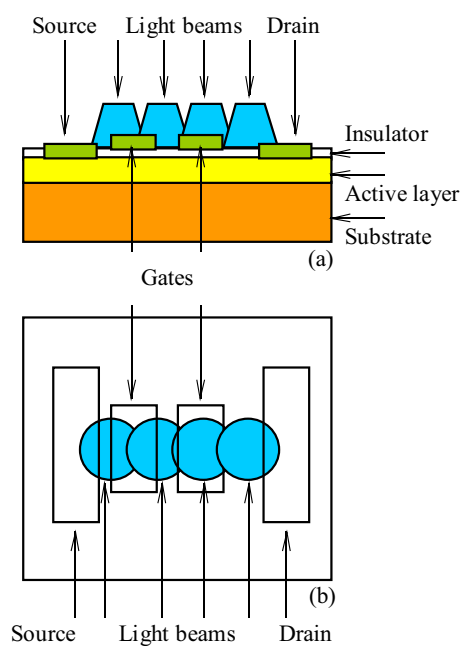 Source Light beams Drain
Insulator
Active layer
Substrate
(a)
Gates
(b)
Source Light beams Drain